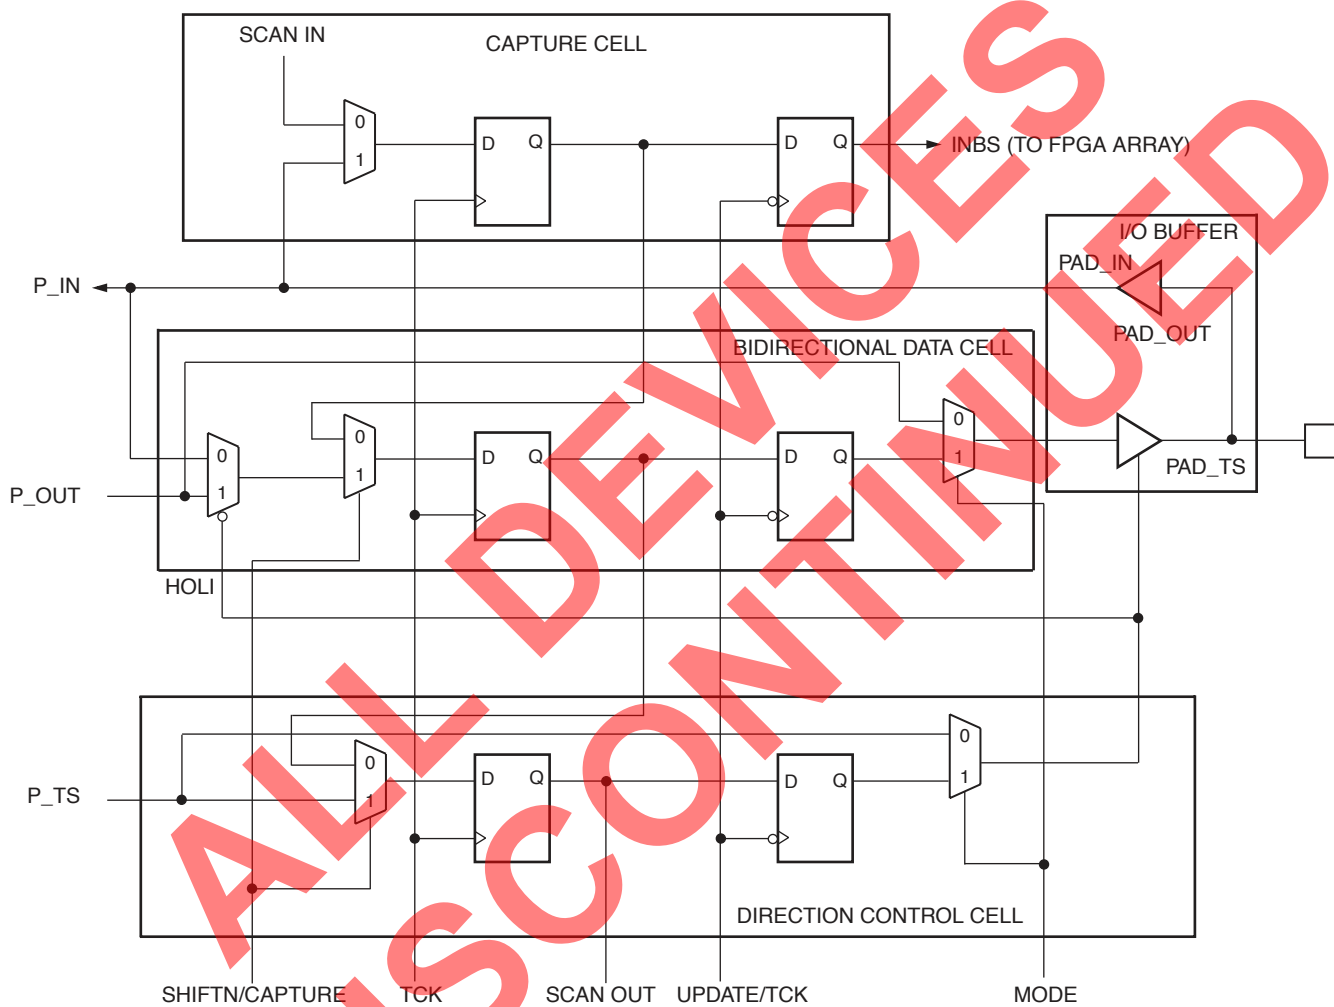 SCAN IN
CAPTURE CELL
0
1
D Q
D Q
INBS (TO FPGA ARRAY)
I/O BUFFER
PAD_IN
P_IN
PAD_OUT
BIDIRECTIONAL DATA CELL
0
1
0
1
D Q
D Q
0
1
PAD_TS
P_OUT
HOLI
0
1
D Q
D Q
0
1
P_TS
DIRECTION CONTROL CELL
SHIFTN/CAPTURE TCK SCAN OUT UPDATE/TCK MODE
ALL DEVICES
DISCONTINUED